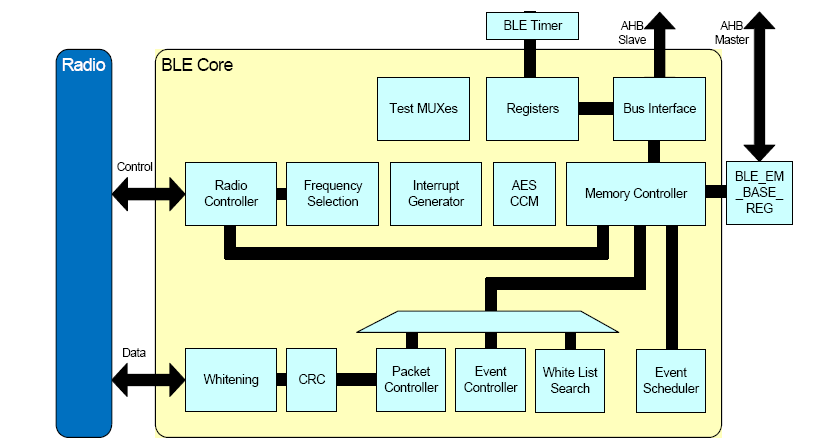 BLE Timer
AHB
Slave
AHB
Master
Radio
BLE Core
Test MUXes
Registers
Bus Interface
Control
Radio
Controller
Frequency
Selection
Interrupt
Generator
AES
CCM
Memory Controller
BLE_EM
_BASE_
REG
Data
Whitening
CRC
Packet
Controller
Event
Controller
White List
Search
Event
Scheduler